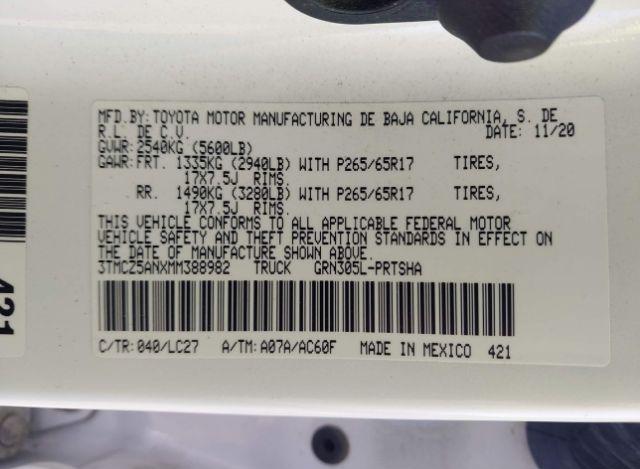 MFD.BY:TOYOTA MOTOR MANUFACTURING DE BAJA CALIFORNIA, S. DE
R.L. DE C.V. DATE: 11/20
GVWR:2540KG (5600LB)
GAWR:FRT. 1335KG (2940LB) WITH P265/65R17 TIRES,
17X7.5J RIMS.
RR. 1490KG (3280LB) WITH P265/65R17 TIRES,
17X7.5J RIMS.
THIS VEHICLE CONFORMS TO ALL APPLICABLE FEDERAL MOTOR
VEHICLE SAFETY AND THEFT PREVENTION STANDARDS IN EFFECT ON
THE DATE OF MANUFACTURE SHOWN ABOVE.
3TMCZ5ANXMM388982 TRUCK GRN305L-PRTSHA
C/TR:040/LC27 A/TM:A07A/AC60F MADE IN MEXICO 421
421